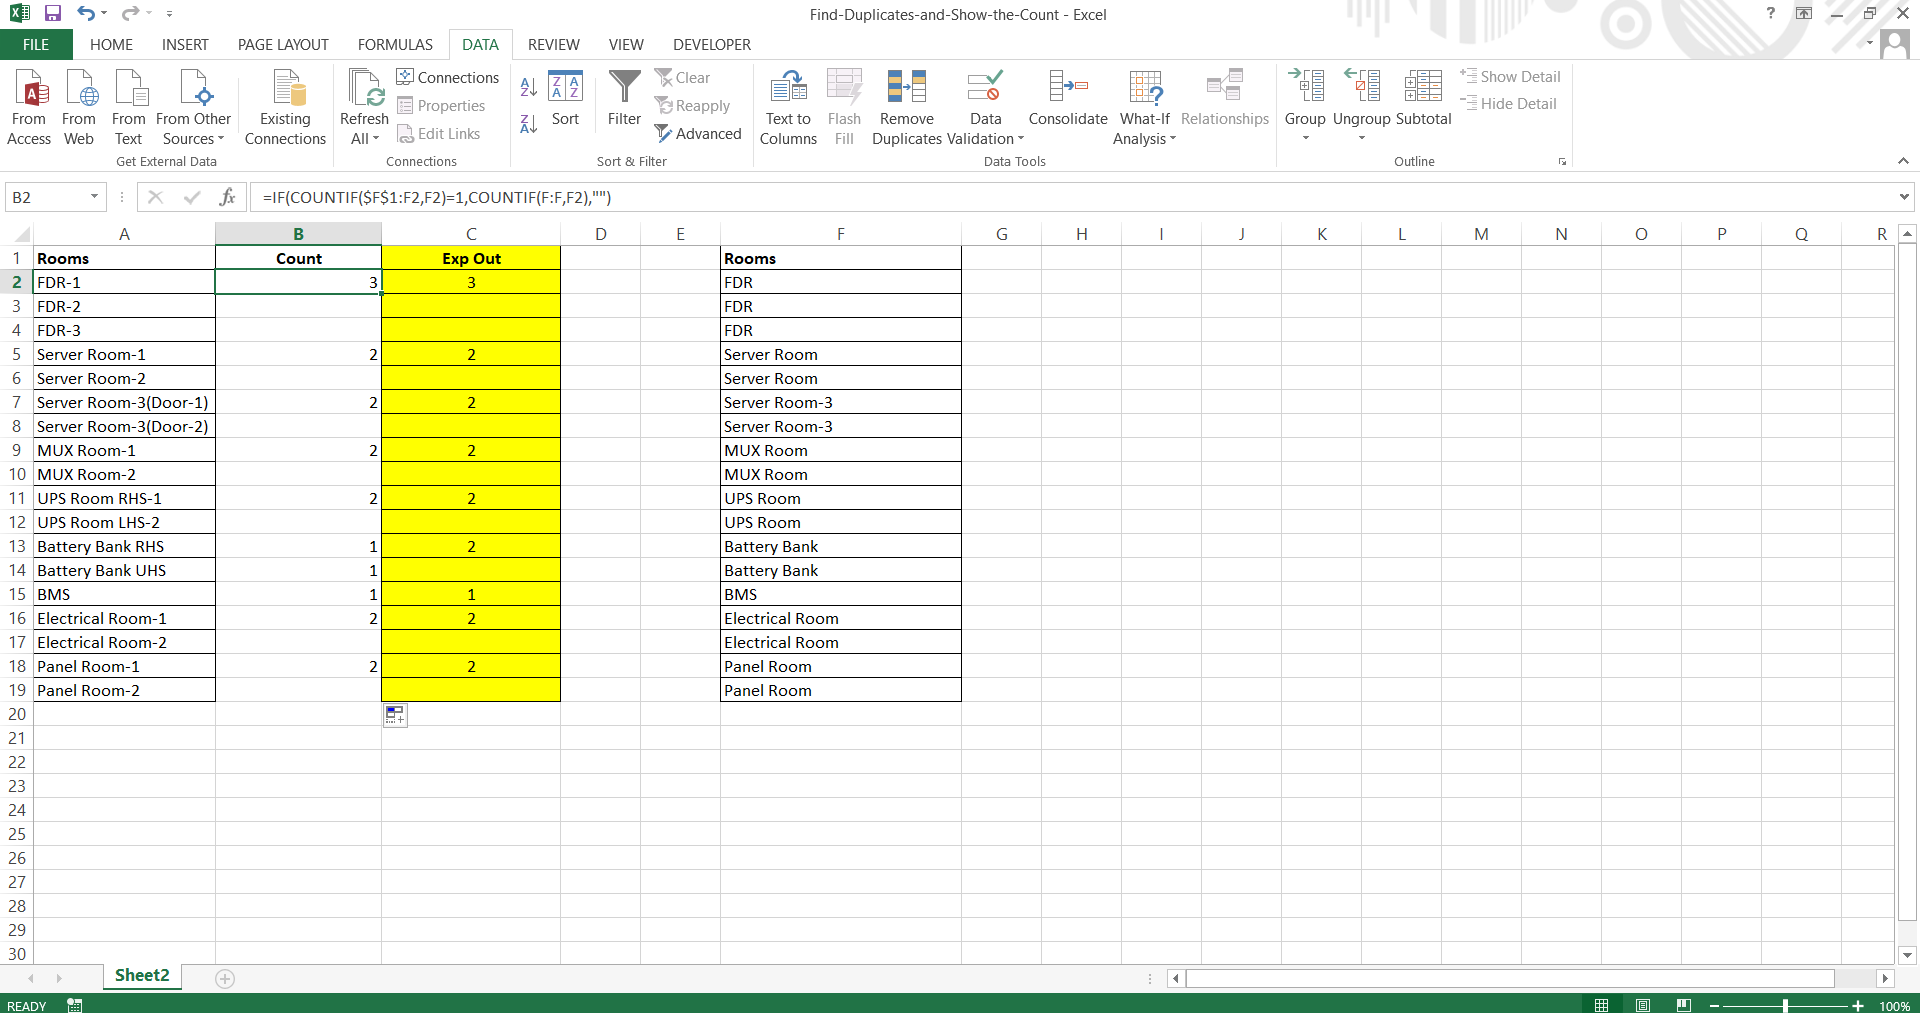 Find-Duplicates-and-Show-the-Count - Excel
FILE HOME INSERT PAGE LAYOUT FORMULAS DATA REVIEW VIEW DEVELOPER
From Access
From Web
From Text
From Other Sources
Existing Connections
Get External Data
Refresh All
Connections
Properties
Edit Links
Connections
Sort
Filter
Clear
Reapply
Advanced
Sort & Filter
Text to Columns
Flash Fill
Remove Duplicates
Data Validation
Consolidate
What-If Analysis
Relationships
Data Tools
Group
Ungroup
Subtotal
Show Detail
Hide Detail
Outline
B2 fx =IF(COUNTIF($F$1:F2,F2)=1,COUNTIF(F:F,F2),"")
A B C D E F G H I J K L M N O P Q R
1 Rooms Count Exp Out Rooms
2 FDR-1 3 3 FDR
3 FDR-2 FDR
4 FDR-3 FDR
5 Server Room-1 2 2 Server Room
6 Server Room-2 Server Room
7 Server Room-3(Door-1) 2 2 Server Room-3
8 Server Room-3(Door-2) Server Room-3
9 MUX Room-1 2 2 MUX Room
10 MUX Room-2 MUX Room
11 UPS Room RHS-1 2 2 UPS Room
12 UPS Room LHS-2 UPS Room
13 Battery Bank RHS 1 2 Battery Bank
14 Battery Bank UHS 1 Battery Bank
15 BMS 1 1 BMS
16 Electrical Room-1 2 2 Electrical Room
17 Electrical Room-2 Electrical Room
18 Panel Room-1 2 2 Panel Room
19 Panel Room-2 Panel Room
20
21
22
23
24
25
26
27
28
29
30
Sheet2
READY 100%